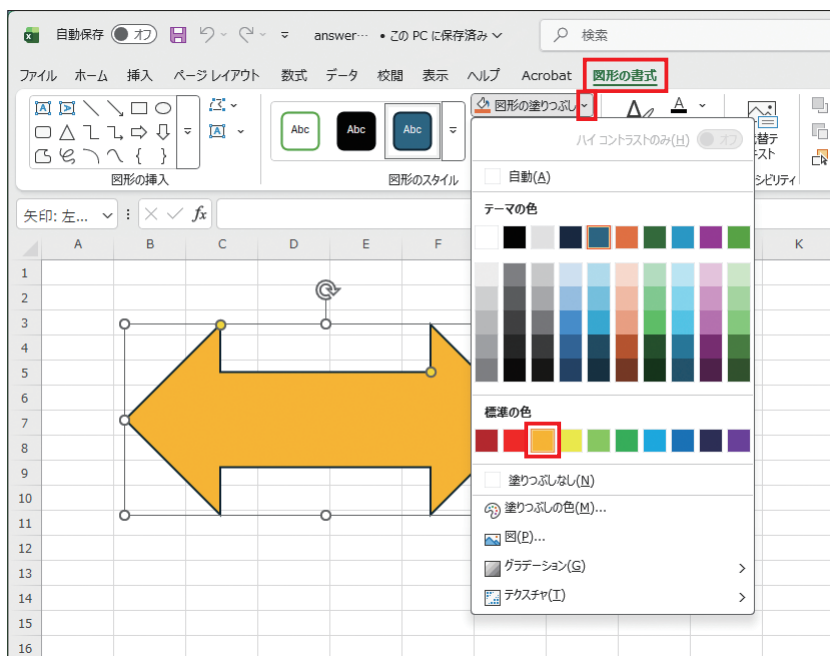 自動保存 オフ answer… • この PC に保存済み 検索
ファイル ホーム 挿入 ページ レイアウト 数式 データ 校閲 表示 ヘルプ Acrobat 図形の書式
Abc Abc Abc
図形の塗りつぶし
図形の挿入
図形のスタイル
ハイ コントラストのみ(H) オフ
自動(A)
テーマの色
標準の色
塗りつぶしなし(N)
塗りつぶしの色(M)...
図(P)...
グラデーション(G)
テクスチャ(T)
矢印: 左... fx
A B C D E F K
1
2
3
4
5
6
7
8
9
10
11
12
13
14
15
16